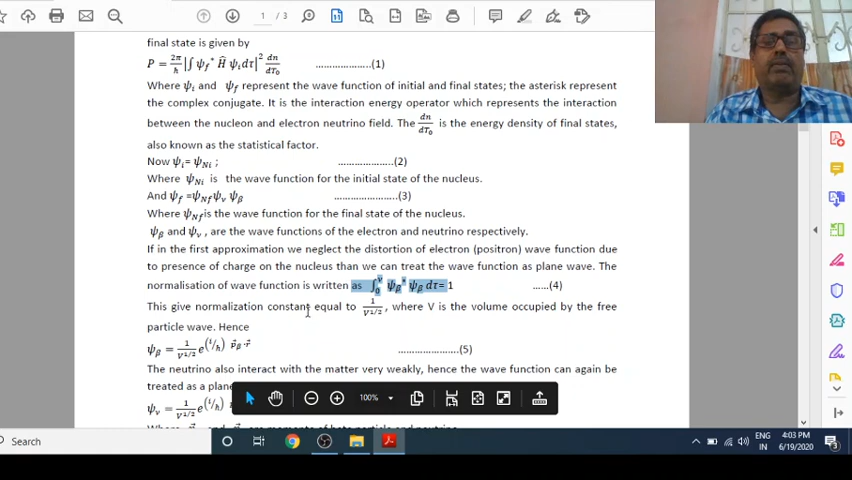 1 / 3
final state is given by
P = 2π/ħ |∫ ψf* Ĥ ψi dτ|² dn/dT₀ ....................(1)
Where ψi and ψf represent the wave function of initial and final states; the asterisk represent
the complex conjugate. It is the interaction energy operator which represents the interaction
between the nucleon and electron neutrino field. The dn/dT₀ is the energy density of final states,
also known as the statistical factor.
Now ψi= ψNi ; ....................(2)
Where ψNi is the wave function for the initial state of the nucleus.
And ψf =ψNfψν ψβ ....................(3)
Where ψNf is the wave function for the final state of the nucleus.
ψβ and ψν , are the wave functions of the electron and neutrino respectively.
If in the first approximation we neglect the distortion of electron (positron) wave function due
to presence of charge on the nucleus than we can treat the wave function as plane wave. The
normalisation of wave function is written as ∫₀ᵛ ψβ* ψβ dτ= 1 ......(4)
This give normalization constant equal to 1/V^1/2 , where V is the volume occupied by the free
particle wave. Hence
ψβ = 1/V^1/2 e^(i/ħ) p⃗β·r⃗ ....................(5)
The neutrino also interact with the matter very weakly, hence the wave function can again be
treated as a plane
ψν = 1/V^1/2 e^(i/ħ)
100%
Search
ENG
IN
4:03 PM
6/19/2020
3